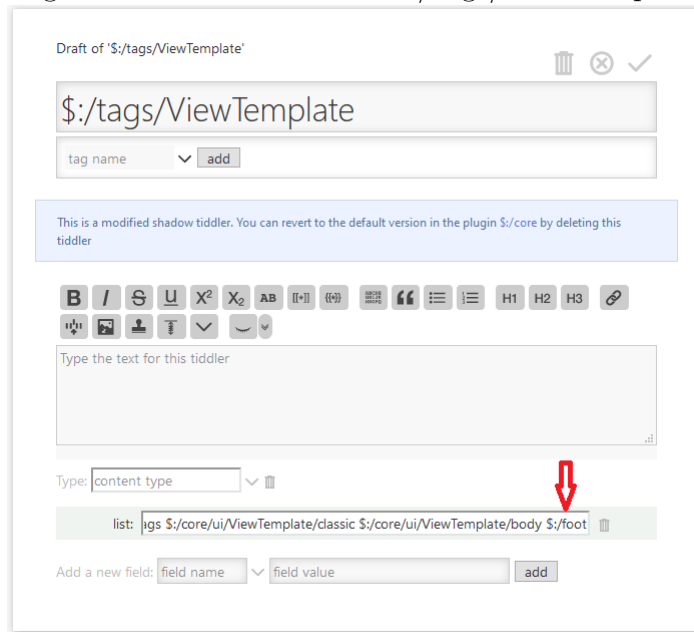 Draft of '$:/tags/ViewTemplate'
$:/tags/ViewTemplate
tag name add
This is a modified shadow tiddler. You can revert to the default version in the plugin $:/core by deleting this
tiddler
B I S U X² X₂ AB [[•]] {{•}} H1 H2 H3
Type the text for this tiddler
Type: content type
list: ags $:/core/ui/ViewTemplate/classic $:/core/ui/ViewTemplate/body $:/foot
Add a new field: field name field value add